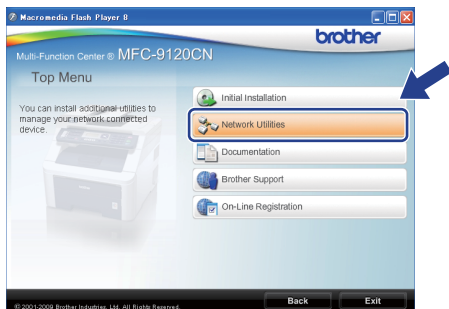 Macromedia Flash Player 8
brother
Multi-Function Center ® MFC-9120CN
Top Menu
You can install additional utilities to
manage your network connected
device.
Initial Installation
Network Utilities
Documentation
Brother Support
On-Line Registration
© 2001-2009 Brother Industries, Ltd. All Rights Reserved.
Back
Exit